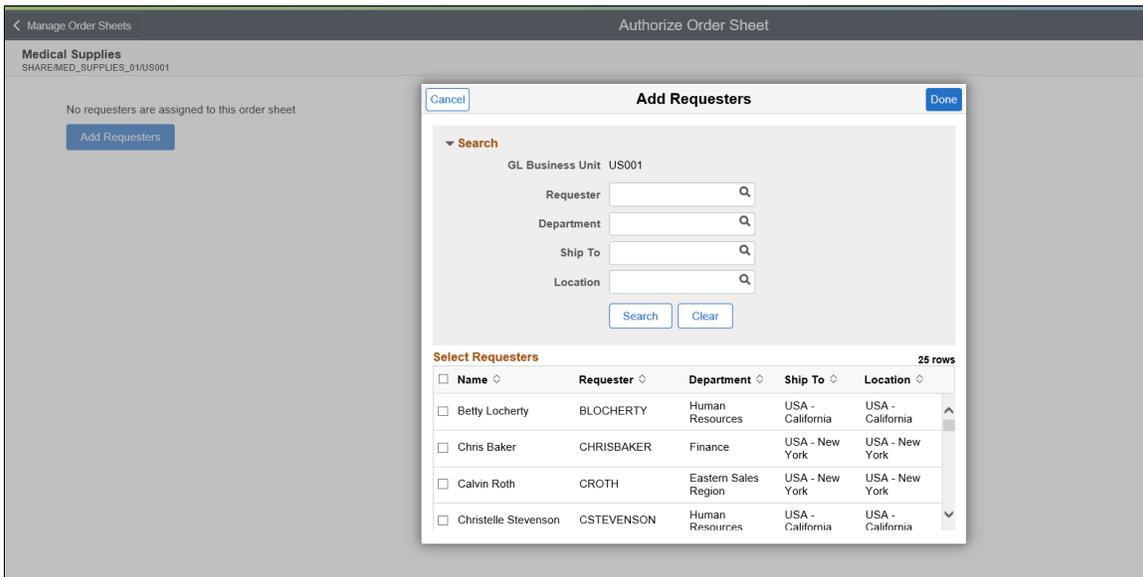 Manage Order Sheets
Authorize Order Sheet
Medical Supplies
SHARE/MED_SUPPLIES_01/US001
No requesters are assigned to this order sheet
Add Requesters
Cancel
Add Requesters
Done
Search
GL Business Unit US001
Requester
Department
Ship To
Location
Search Clear
Select Requesters
25 rows
Name Requester Department Ship To Location
Betty Locherty BLOCHERTY Human Resources USA - California USA - California
Chris Baker CHRISBAKER Finance USA - New York USA - New York
Calvin Roth CROTH Eastern Sales Region USA - New York USA - New York
Christelle Stevenson CSTEVENSON Human Resources USA - California USA - California